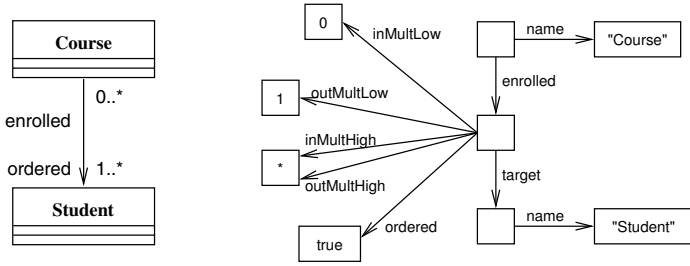 Course
0..*
enrolled
ordered 1..*
Student
0
inMultLow
name
"Course"
enrolled
1
outMultLow
inMultHigh
*
outMultHigh
target
ordered
true
name
"Student"